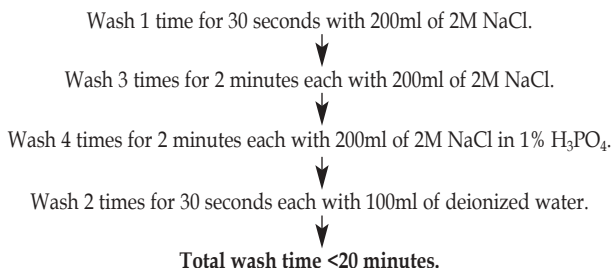 Wash 1 time for 30 seconds with 200ml of 2M NaCl.
Wash 3 times for 2 minutes each with 200ml of 2M NaCl.
Wash 4 times for 2 minutes each with 200ml of 2M NaCl in 1% H₃PO₄.
Wash 2 times for 30 seconds each with 100ml of deionized water.
Total wash time <20 minutes.